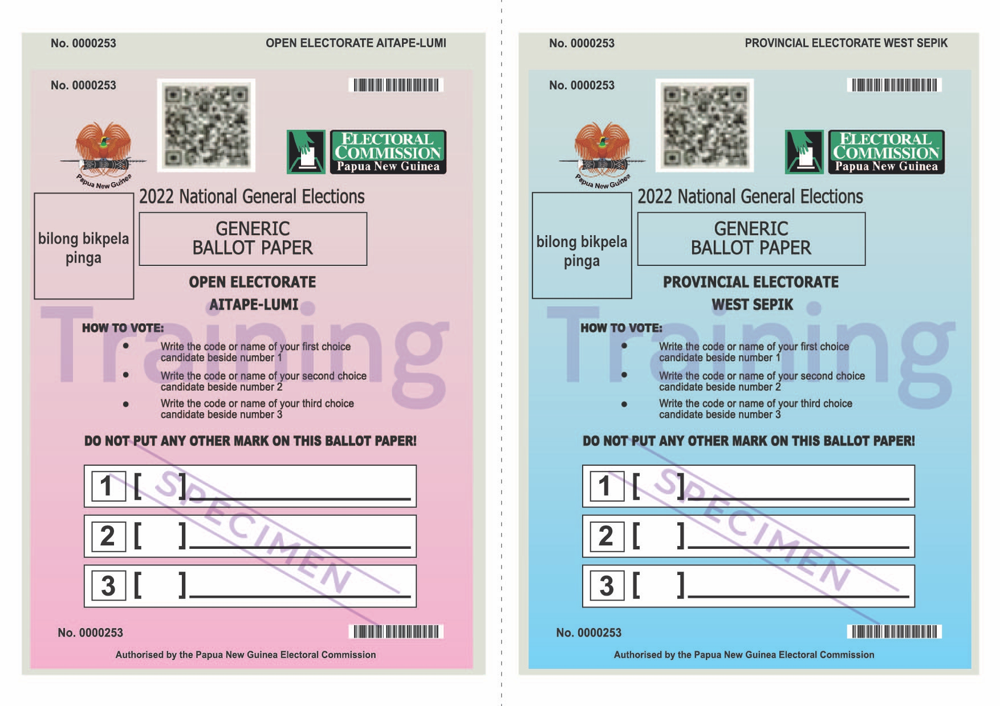 No. 0000253
OPEN ELECTORATE AITAPE-LUMI
No. 0000253
Papua New Guinea
ELECTORAL
COMMISSION
Papua New Guinea
2022 National General Elections
bilong bikpela
pinga
GENERIC
BALLOT PAPER
OPEN ELECTORATE
AITAPE-LUMI
Training
HOW TO VOTE:
● Write the code or name of your first choice
candidate beside number 1
● Write the code or name of your second choice
candidate beside number 2
● Write the code or name of your third choice
candidate beside number 3
DO NOT PUT ANY OTHER MARK ON THIS BALLOT PAPER!
1 [ ]
2 [ ]
3 [ ]
SPECIMEN
No. 0000253
Authorised by the Papua New Guinea Electoral Commission
No. 0000253
PROVINCIAL ELECTORATE WEST SEPIK
No. 0000253
Papua New Guinea
ELECTORAL
COMMISSION
Papua New Guinea
2022 National General Elections
bilong bikpela
pinga
GENERIC
BALLOT PAPER
PROVINCIAL ELECTORATE
WEST SEPIK
Training
HOW TO VOTE:
● Write the code or name of your first choice
candidate beside number 1
● Write the code or name of your second choice
candidate beside number 2
● Write the code or name of your third choice
candidate beside number 3
DO NOT PUT ANY OTHER MARK ON THIS BALLOT PAPER!
1 [ ]
2 [ ]
3 [ ]
SPECIMEN
No. 0000253
Authorised by the Papua New Guinea Electoral Commission